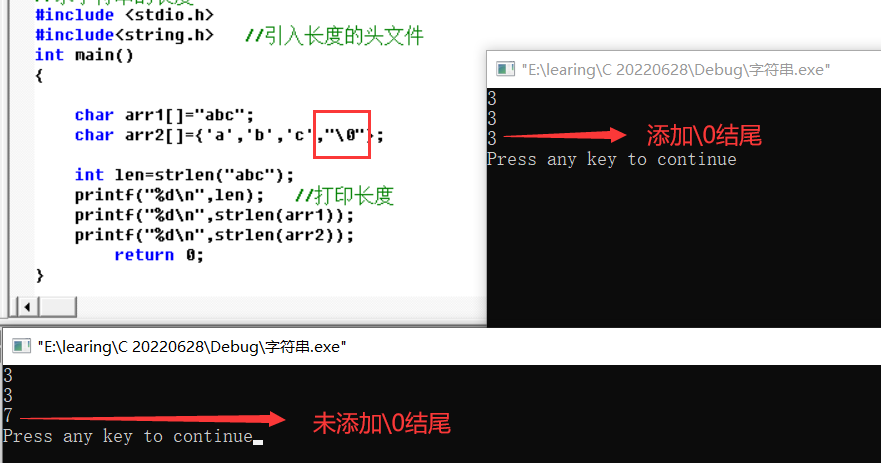 #include <stdio.h>
#include<string.h>   //引入长度的头文件
int main()
{
char arr1[]="abc";
char arr2[]={'a','b','c',"\0"};
int len=strlen("abc");
printf("%d\n",len);   //打印长度
printf("%d\n",strlen(arr1));
printf("%d\n",strlen(arr2));
return 0;
}
"E:\learing\C 20220628\Debug\字符串.exe"
3
3
3 添加\0结尾
Press any key to continue
"E:\learing\C 20220628\Debug\字符串.exe"
3
3
7 未添加\0结尾
Press any key to continue